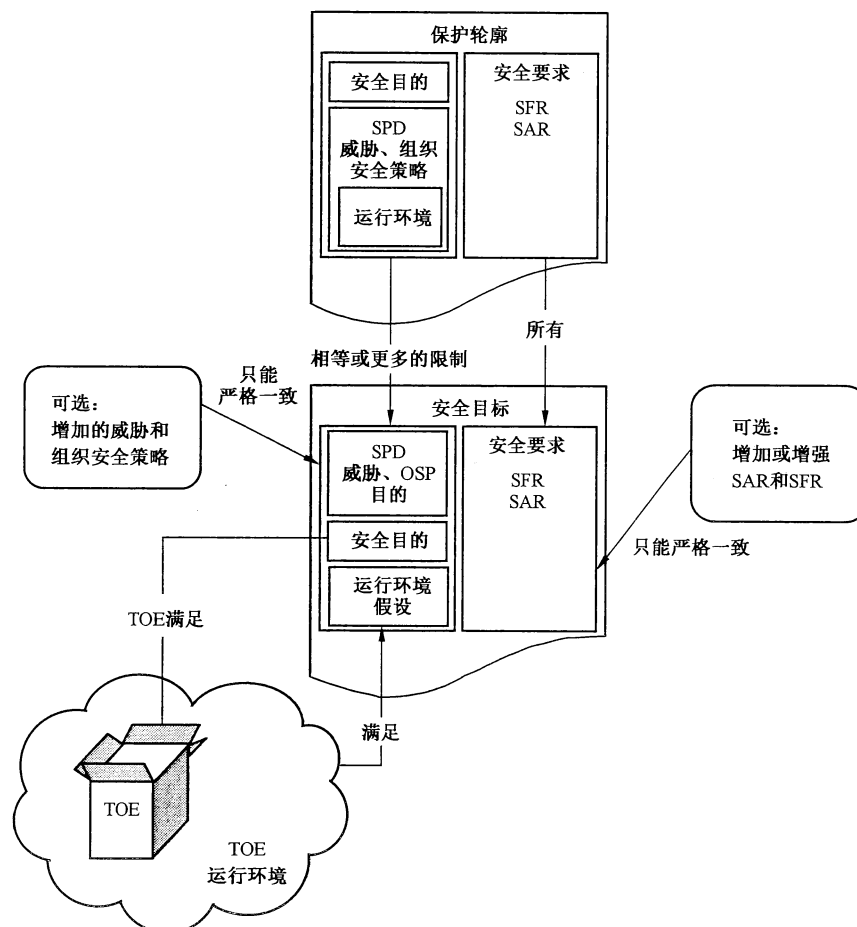 保护轮廓
安全目的
SPD
威胁、组织
安全策略
运行环境
安全要求
SFR
SAR
相等或更多的限制
所有
只能
严格一致
可选：
增加的威胁和
组织安全策略
安全目标
SPD
威胁、OSP
目的
安全目的
运行环境
假设
安全要求
SFR
SAR
可选：
增加或增强
SAR和SFR
只能严格一致
TOE满足
满足
TOE
TOE
运行环境